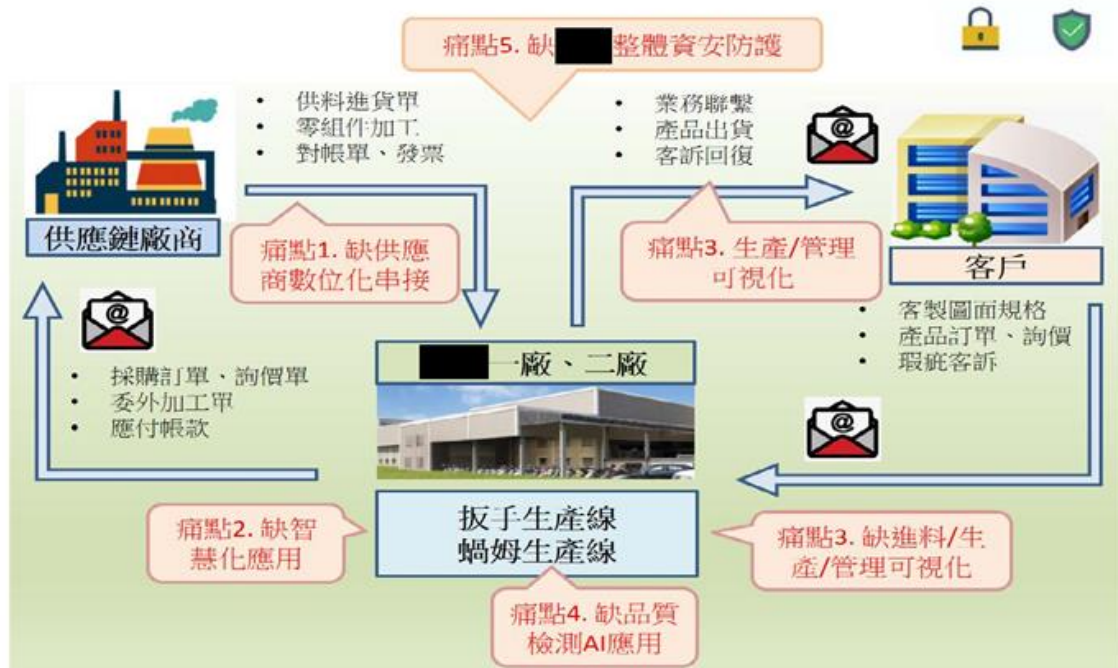 痛點5. 缺 整體資安防護
• 供料進貨單
• 零組件加工
• 對帳單、發票
• 業務聯繫
• 產品出貨
• 客訴回復
供應鏈廠商
痛點1. 缺供應
商數位化串接
痛點3. 生產/管理
可視化
客戶
• 客製圖面規格
• 產品訂單、詢價
瑕疵客訴
@
@
@
一廠、二廠
• 採購訂單、詢價單
• 委外加工單
• 應付帳款
扳手生產線
蝸姆生產線
痛點2. 缺智
慧化應用
痛點3. 缺進料/生
產/管理可視化
痛點4. 缺品質
檢測AI應用